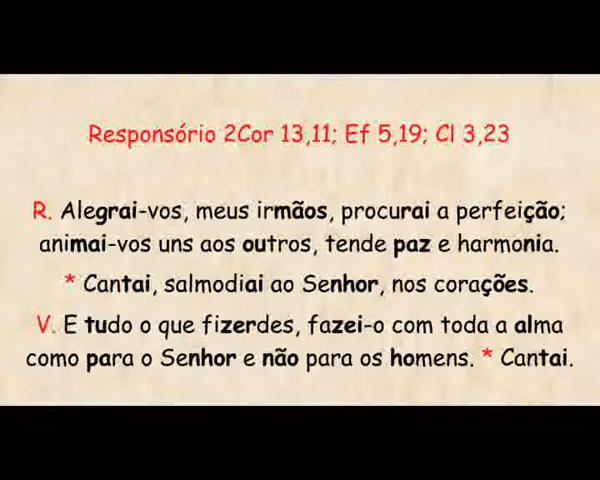 Responsório 2Cor 13,11; Ef 5,19; Cl 3,23
R. Alegrai-vos, meus irmãos, procurai a perfeição;
animai-vos uns aos outros, tende paz e harmonia.
* Cantai, salmodiai ao Senhor, nos corações.
V. E tudo o que fizerdes, fazei-o com toda a alma
como para o Senhor e não para os homens. * Cantai.